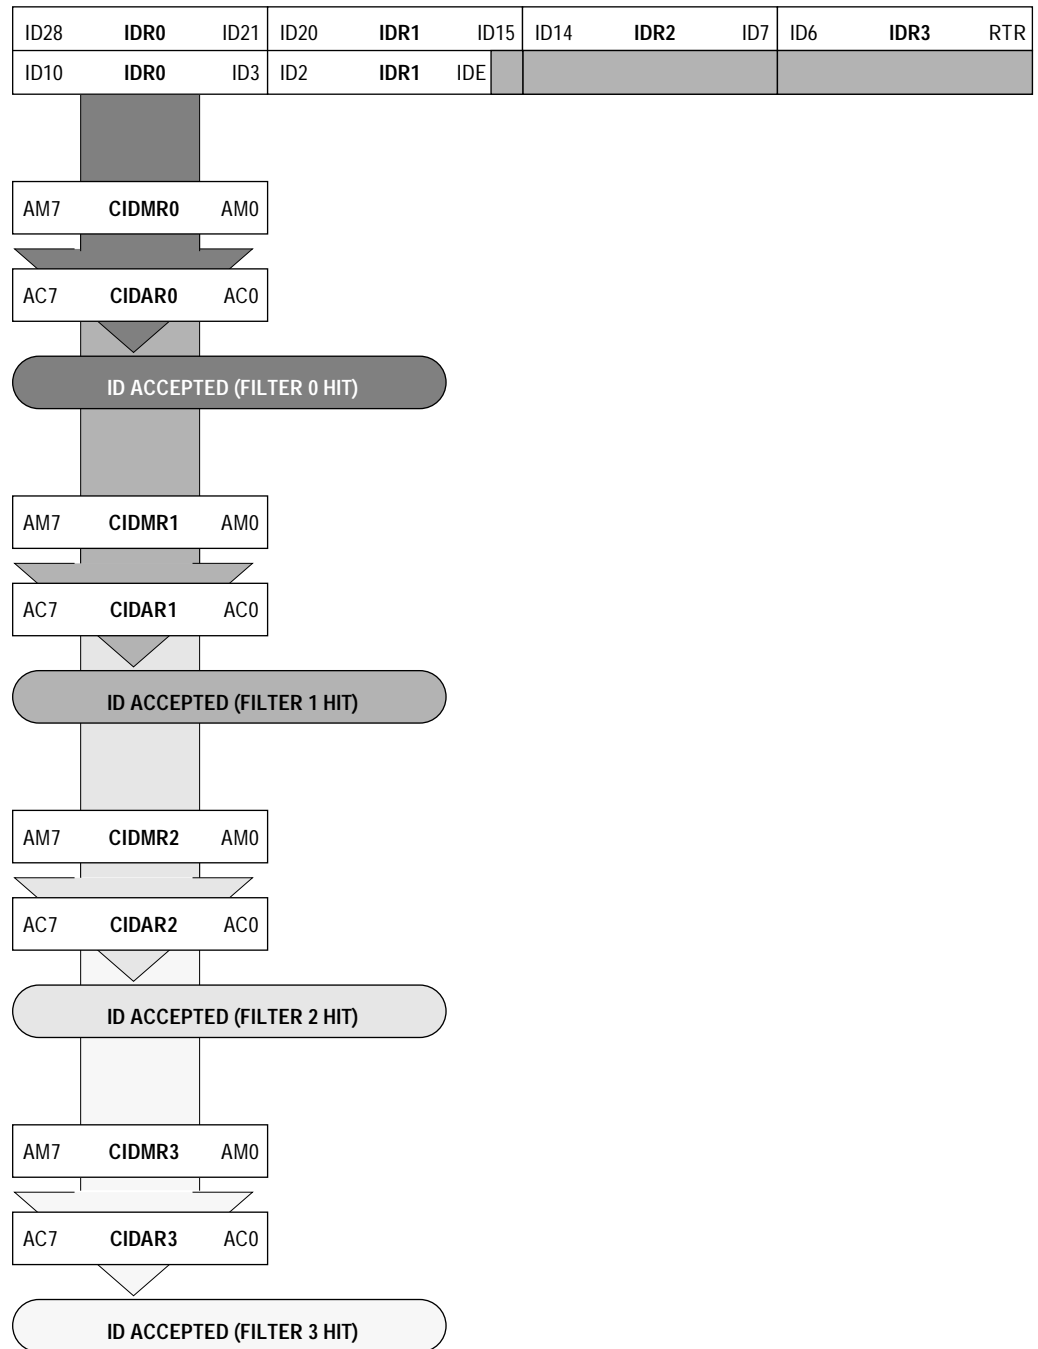 ID28 IDR0 ID21 ID20 IDR1 ID15 ID14 IDR2 ID7 ID6 IDR3 RTR
ID10 IDR0 ID3 ID2 IDR1 IDE
AM7 CIDMR0 AM0
AC7 CIDAR0 AC0
ID ACCEPTED (FILTER 0 HIT)
AM7 CIDMR1 AM0
AC7 CIDAR1 AC0
ID ACCEPTED (FILTER 1 HIT)
AM7 CIDMR2 AM0
AC7 CIDAR2 AC0
ID ACCEPTED (FILTER 2 HIT)
AM7 CIDMR3 AM0
AC7 CIDAR3 AC0
ID ACCEPTED (FILTER 3 HIT)